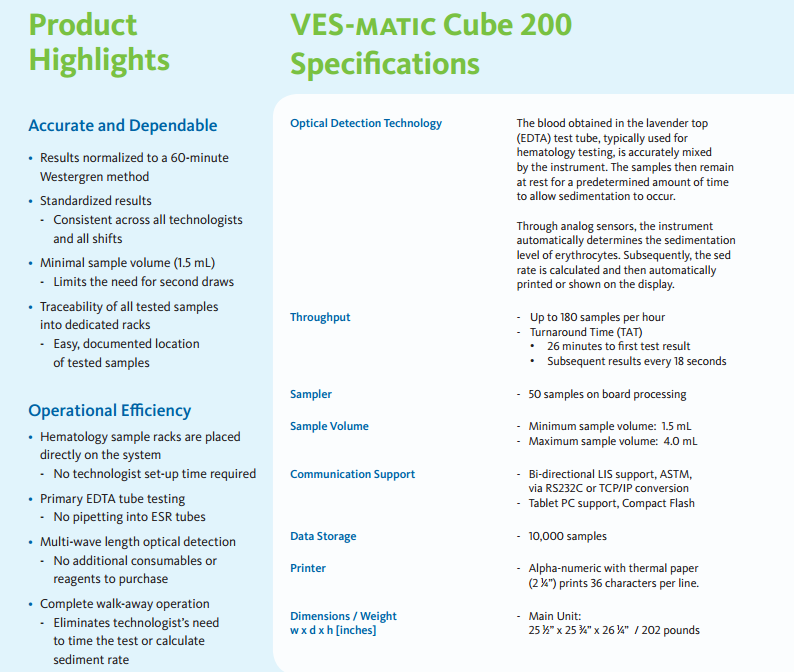 Product
Highlights
Accurate and Dependable
• Results normalized to a 60-minute
Westergren method
• Standardized results
- Consistent across all technologists
and all shifts
• Minimal sample volume (1.5 mL)
- Limits the need for second draws
• Traceability of all tested samples
into dedicated racks
- Easy, documented location
of tested samples
Operational Efficiency
• Hematology sample racks are placed
directly on the system
- No technologist set-up time required
• Primary EDTA tube testing
- No pipetting into ESR tubes
• Multi-wave length optical detection
- No additional consumables or
reagents to purchase
• Complete walk-away operation
- Eliminates technologist’s need
to time the test or calculate
sediment rate
VES-MATIC Cube 200
Specifications
Optical Detection Technology
The blood obtained in the lavender top
(EDTA) test tube, typically used for
hematology testing, is accurately mixed
by the instrument. The samples then remain
at rest for a predetermined amount of time
to allow sedimentation to occur.
Through analog sensors, the instrument
automatically determines the sedimentation
level of erythrocytes. Subsequently, the sed
rate is calculated and then automatically
printed or shown on the display.
Throughput
- Up to 180 samples per hour
- Turnaround Time (TAT)
• 26 minutes to first test result
• Subsequent results every 18 seconds
Sampler
- 50 samples on board processing
Sample Volume
- Minimum sample volume: 1.5 mL
- Maximum sample volume: 4.0 mL
Communication Support
- Bi-directional LIS support, ASTM,
via RS232C or TCP/IP conversion
- Tablet PC support, Compact Flash
Data Storage
- 10,000 samples
Printer
- Alpha-numeric with thermal paper
(2 ¼”) prints 36 characters per line.
Dimensions / Weight
w x d x h [inches]
- Main Unit:
25 ½” x 25 ¾” x 26 ¼” / 202 pounds